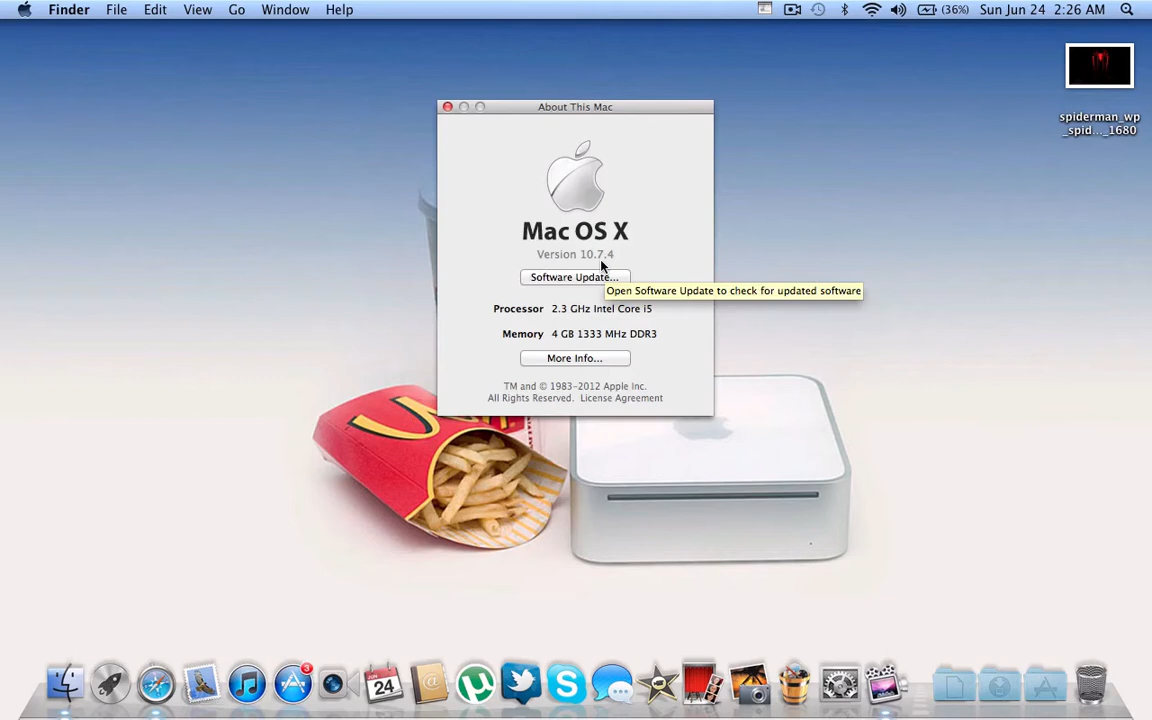 Finder File Edit View Go Window Help (36%) Sun Jun 24 2:26 AM
spiderman_wp
_spid..._1680
About This Mac
Mac OS X
Version 10.7.4
Software Update...
Open Software Update to check for updated software
Processor 2.3 GHz Intel Core i5
Memory 4 GB 1333 MHz DDR3
More Info...
TM and © 1983-2012 Apple Inc.
All Rights Reserved. License Agreement
3
JUN
24